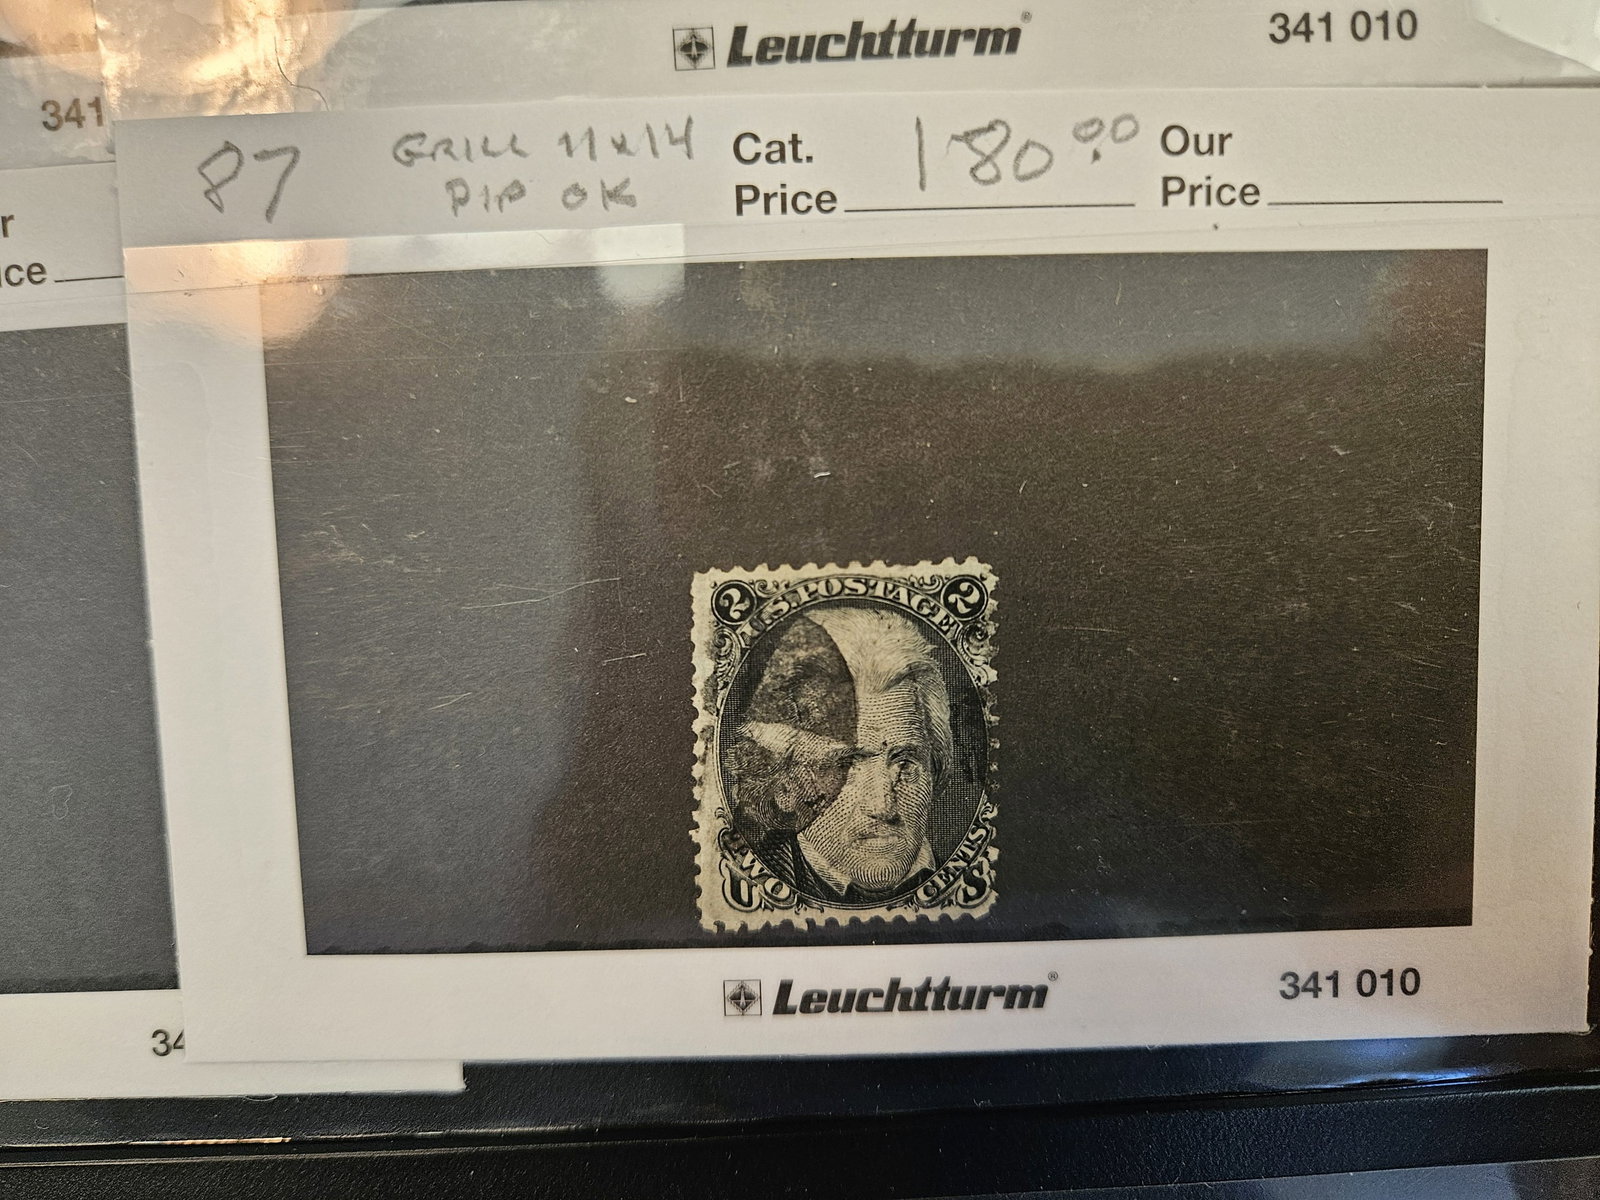 Leuchtturm® 341 010
341
87 GRILL 11x14 Cat. 180.00 Our
PIP OK Price Price
r
ice
2 U.S. POSTAGE 2
TWO CENTS
U S
Leuchtturm® 341 010
34